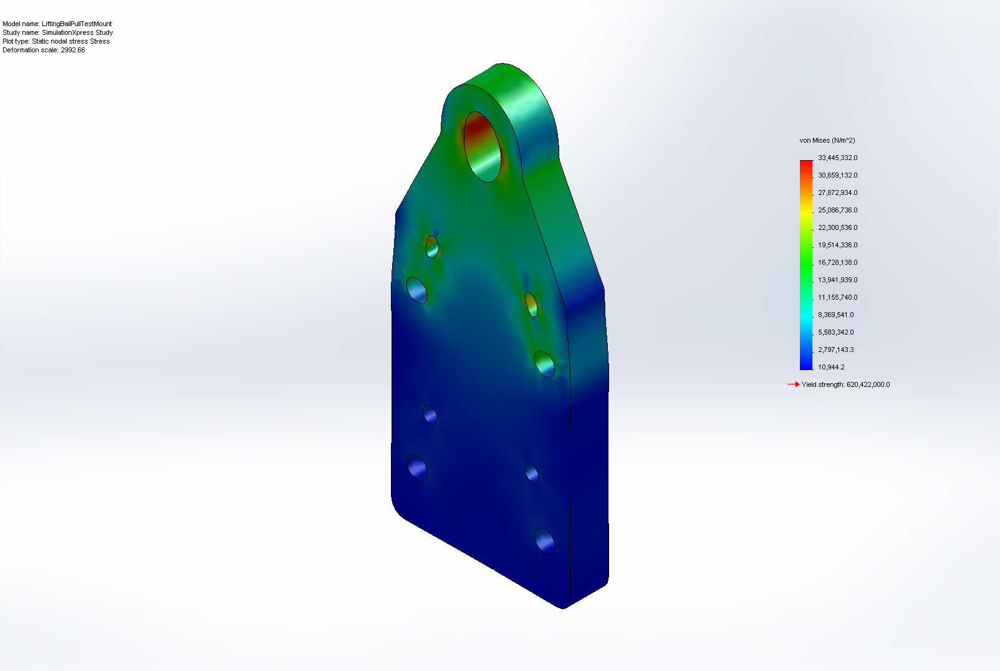 Model name: LiftingBailPullTestMount
Study name: SimulationXpress Study
Plot type: Static nodal stress Stress
Deformation scale: 2992.66
von Mises (N/m^2)
33,445,332.0
30,659,132.0
27,872,934.0
25,086,736.0
22,300,536.0
19,514,336.0
16,728,138.0
13,941,939.0
11,155,740.0
8,369,541.0
5,583,342.0
2,797,143.3
10,944.2
Yield strength: 620,422,000.0